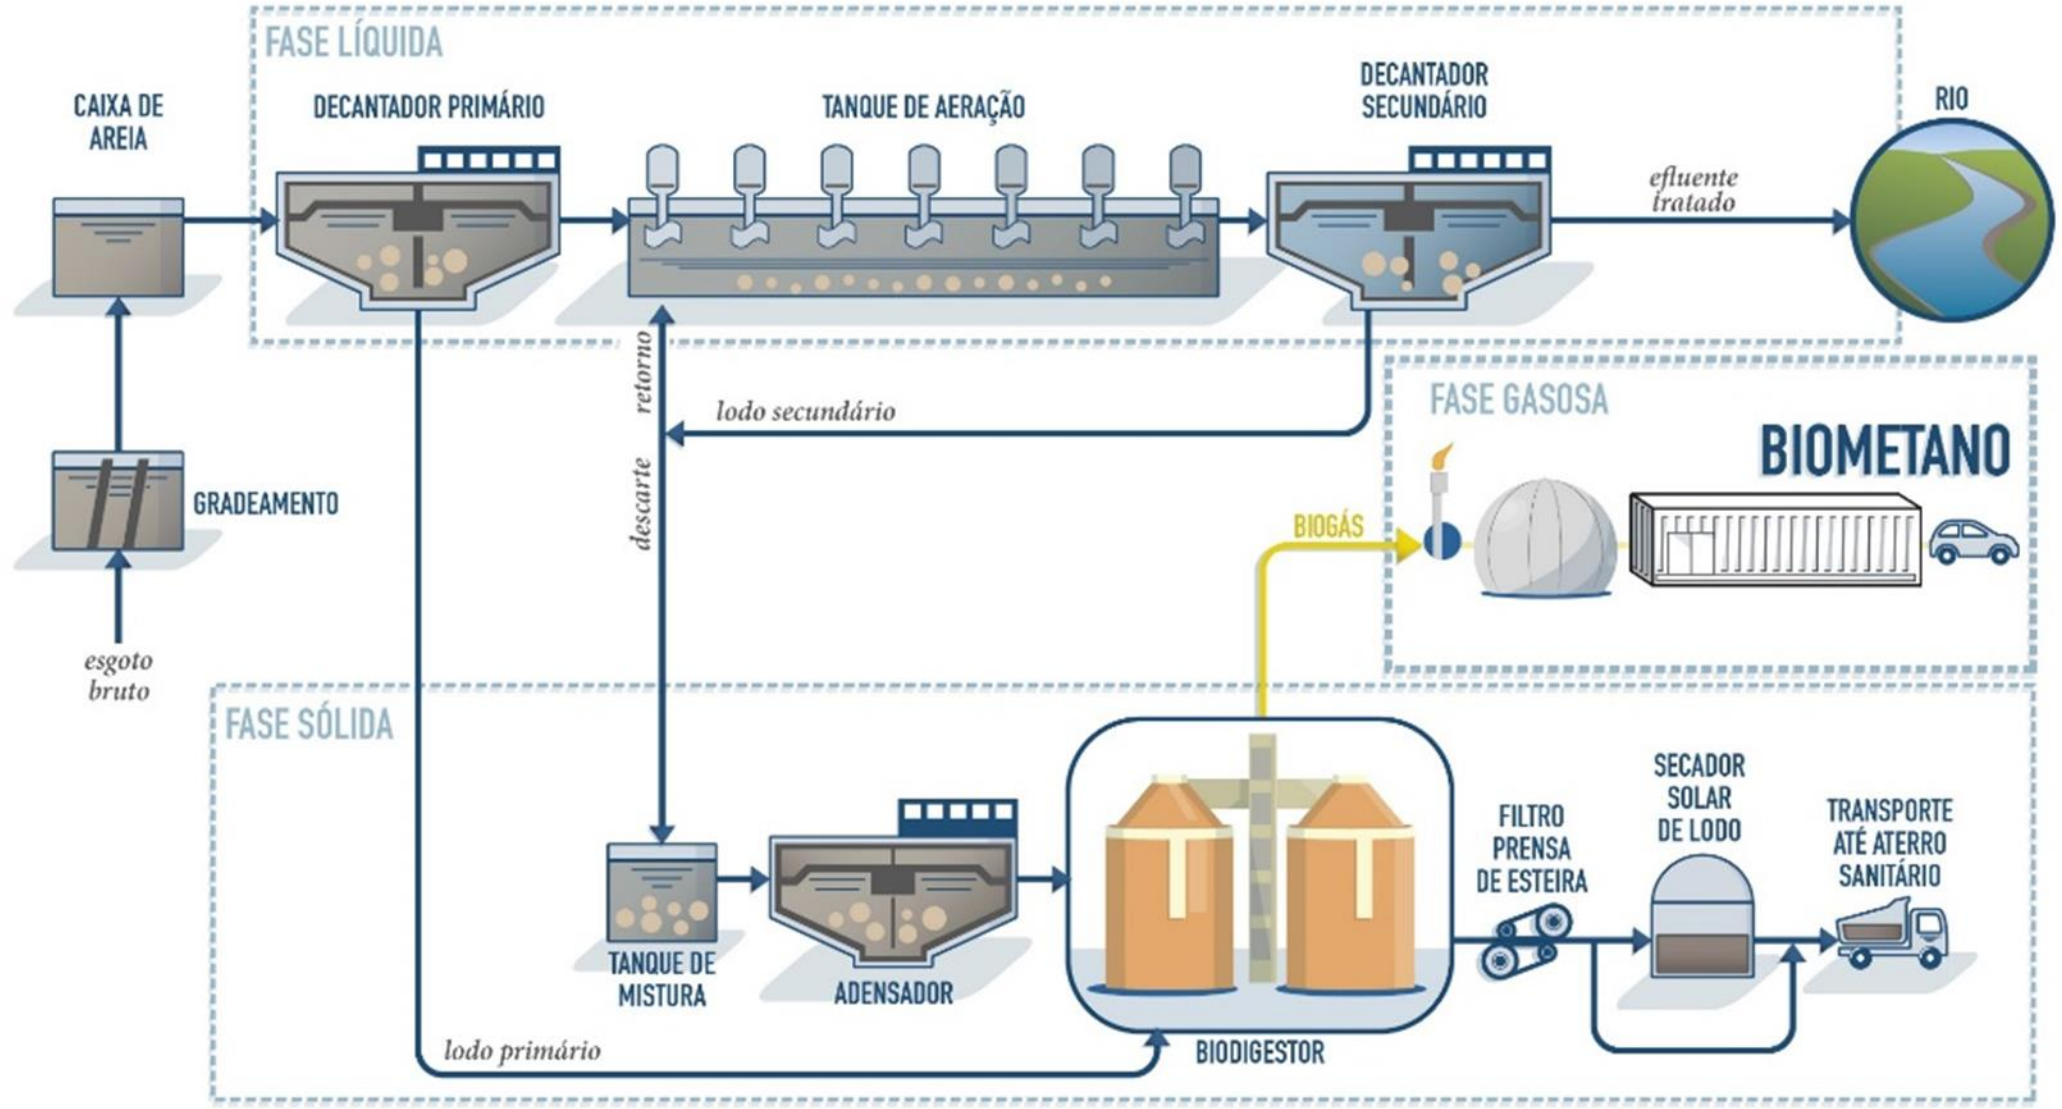 FASE LÍQUIDA
CAIXA DE
AREIA
DECANTADOR PRIMÁRIO
TANQUE DE AERAÇÃO
DECANTADOR
SECUNDÁRIO
RIO
efluente
tratado
retorno
lodo secundário
descarte
GRADEAMENTO
esgoto
bruto
FASE GASOSA
BIOMETANO
BIOGÁS
FASE SÓLIDA
TANQUE DE
MISTURA
ADENSADOR
lodo primário
BIODIGESTOR
FILTRO
PRENSA
DE ESTEIRA
SECADOR
SOLAR
DE LODO
TRANSPORTE
ATÉ ATERRO
SANITÁRIO